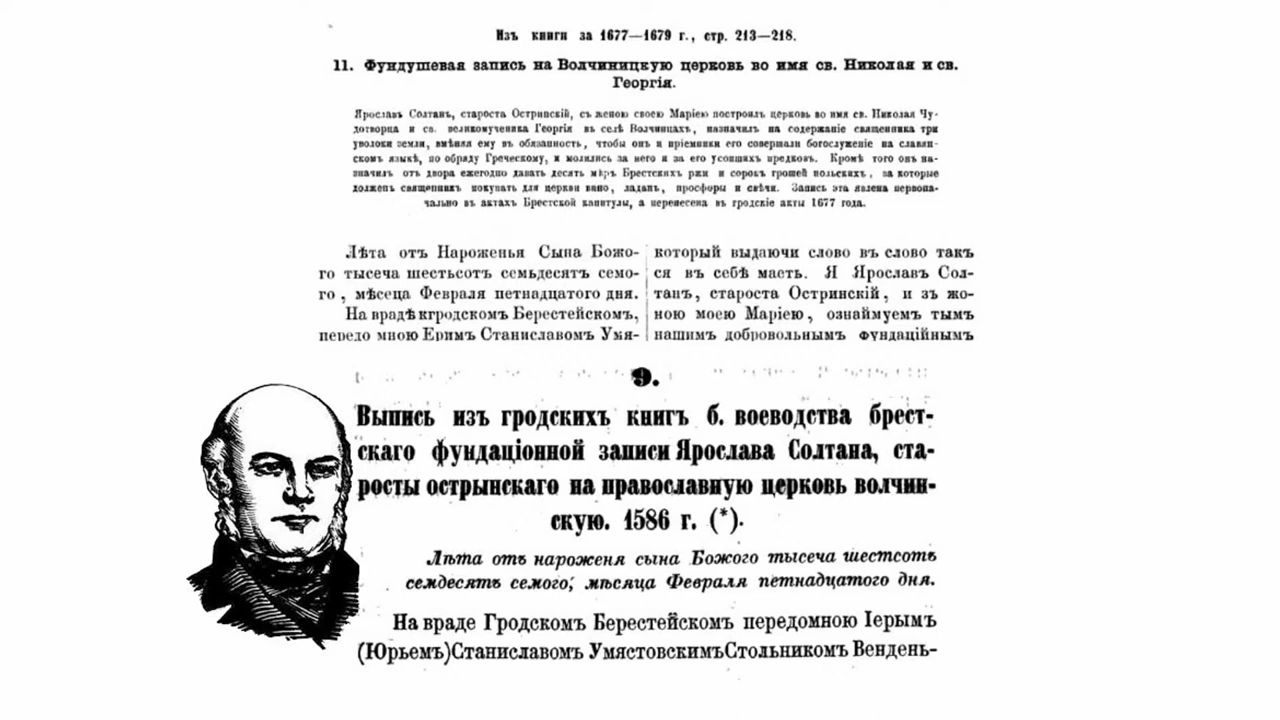 Изъ книги за 1677—1679 г., стр. 213—218.
11. Фундушевая запись на Волчиницкую церковь во имя св. Николая и св.
Георгія.
Ярославъ Солтанъ, староста Остринскій, съ женою своею Маріею построилъ церковь во имя св. Николая Чу-
дотворца и св. великомученика Георгія въ селѣ Волчинцахъ, назначилъ на содержаніе священника три
уволоки земли, вмѣняя ему въ обязанность, чтобы онъ и пріемники его совершали богослуженіе на славян-
скомъ языкѣ, по обряду Греческому, и молились за него и за его усопшихъ предковъ. Кромѣ того онъ на-
значилъ отъ двора ежегодно давать десять мѣръ Брестскихъ ржи и сорокъ грошей польскихъ, за которые
долженъ священникъ покупать для церкви вино, ладанъ, просфоры и свѣчи. Запись эта явлена первона-
чально въ актахъ Брестской капитулы, а перенесена въ гродскіе акты 1677 года.
Лѣта отъ Нароженья Сына Божо-
го тысеча шестьсотъ семьдесятъ семо-
го, мѣсеца Февраля петнадцатого дня.
На врадѣ кгродскомъ Берестейскомъ,
передо мною Еримъ Станиславомъ Умя-
который выдаючи слово въ слово такъ
ся въ себѣ маеть. Я Ярославъ Сол-
танъ, староста Остринскій, и зъ жо-
ною моею Маріею, ознаймуемъ тымъ
нашимъ добровольнымъ фундаційнымъ
9.
Выпись изъ гродскихъ книгъ б. воеводства брест-
скаго фундаціонной записи Ярослава Солтана, ста-
росты острынскаго на православную церковь волчин-
скую. 1586 г. (*).
Лѣта отъ нароженя сына Божого тысеча шестсотъ
семдесятъ семого, мѣсяца Февраля петнадцатого дня.
На враде Гродскомъ Берестейскомъ передомною Іерымъ
(Юрьемъ)Станиславомъ УмястовскимъСтольникомъ Вендень-